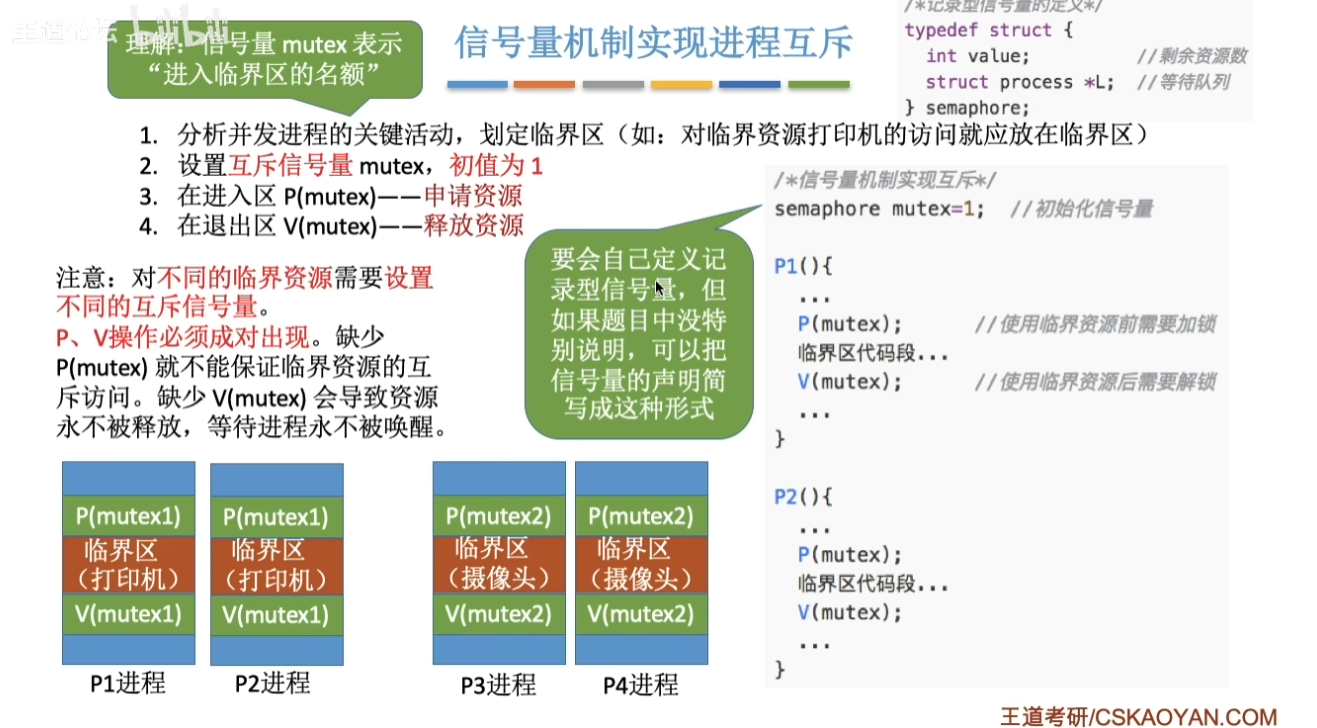 理解：信号量 mutex 表示
“进入临界区的名额”
信号量机制实现进程互斥
/*记录型信号量的定义*/
typedef struct {
int value; //剩余资源数
struct process *L; //等待队列
} semaphore;
1. 分析并发进程的关键活动，划定临界区（如：对临界资源打印机的访问就应放在临界区）
2. 设置互斥信号量 mutex，初值为 1
3. 在进入区 P(mutex)——申请资源
4. 在退出区 V(mutex)——释放资源
注意：对不同的临界资源需要设置
不同的互斥信号量。
P、V操作必须成对出现。缺少
P(mutex) 就不能保证临界资源的互
斥访问。缺少 V(mutex) 会导致资源
永不被释放，等待进程永不被唤醒。
要会自己定义记
录型信号量，但
如果题目中没特
别说明，可以把
信号量的声明简
写成这种形式
/*信号量机制实现互斥*/
semaphore mutex=1; //初始化信号量
P1(){
...
P(mutex); //使用临界资源前需要加锁
临界区代码段...
V(mutex); //使用临界资源后需要解锁
...
}
P2(){
...
P(mutex);
临界区代码段...
V(mutex);
...
}
P(mutex1) P(mutex1) P(mutex2) P(mutex2)
临界区 临界区 临界区 临界区
（打印机） （打印机） （摄像头） （摄像头）
V(mutex1) V(mutex1) V(mutex2) V(mutex2)
P1进程 P2进程 P3进程 P4进程
王道考研/CSKAOYAN.COM
bilibili